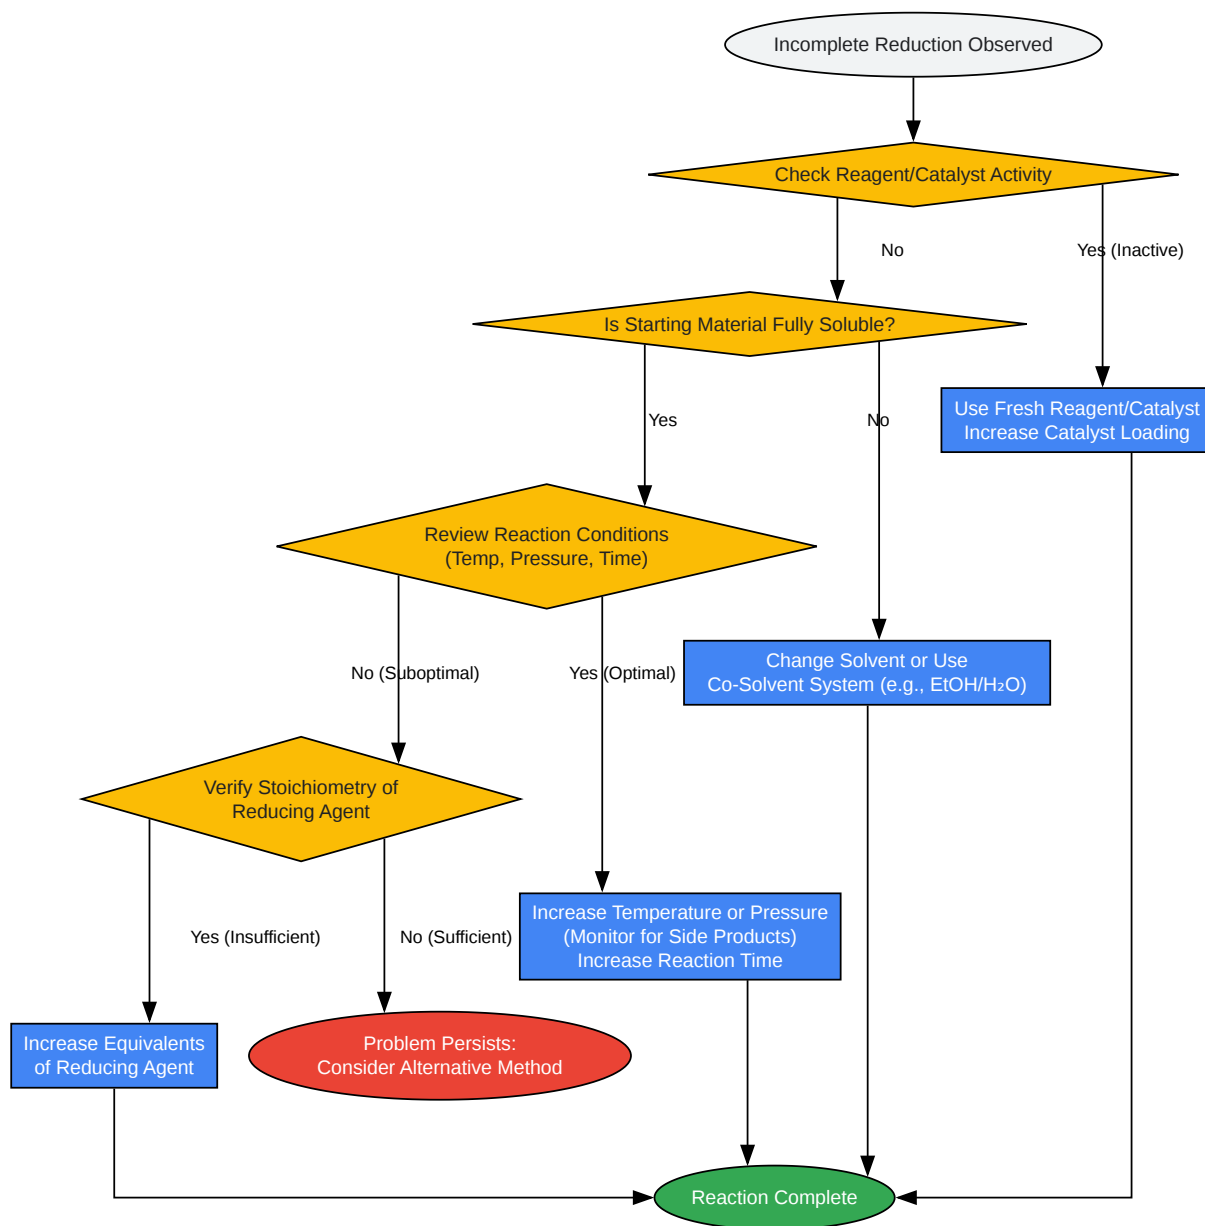 Incomplete Reduction Observed
Check Reagent/Catalyst Activity
No
Yes (Inactive)
Is Starting Material Fully Soluble?
Use Fresh Reagent/Catalyst
Increase Catalyst Loading
Yes
No
Review Reaction Conditions
(Temp, Pressure, Time)
No (Suboptimal)
Yes (Optimal)
Change Solvent or Use
Co-Solvent System (e.g., EtOH/H₂O)
Verify Stoichiometry of
Reducing Agent
Increase Temperature or Pressure
(Monitor for Side Products)
Increase Reaction Time
Yes (Insufficient)
No (Sufficient)
Increase Equivalents
of Reducing Agent
Problem Persists:
Consider Alternative Method
Reaction Complete